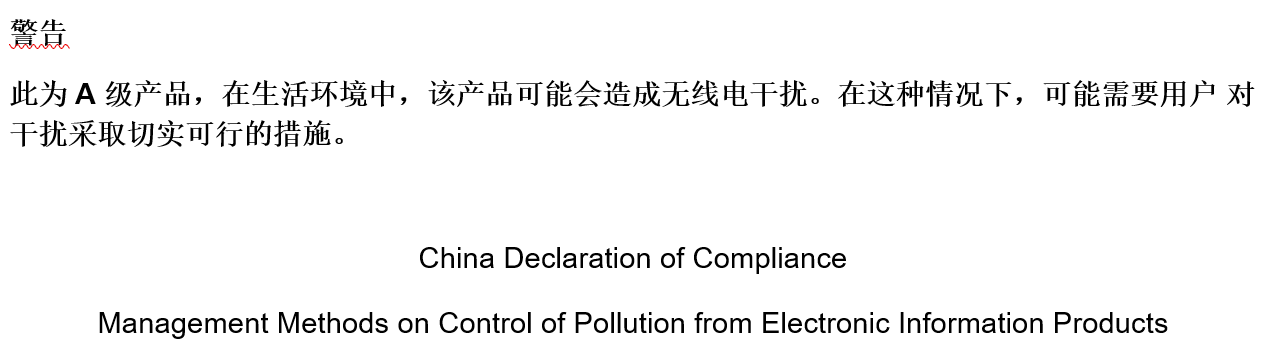 警告
此为 A 级产品，在生活环境中，该产品可能会造成无线电干扰。在这种情况下，可能需要用户 对
干扰采取切实可行的措施。
China Declaration of Compliance
Management Methods on Control of Pollution from Electronic Information Products